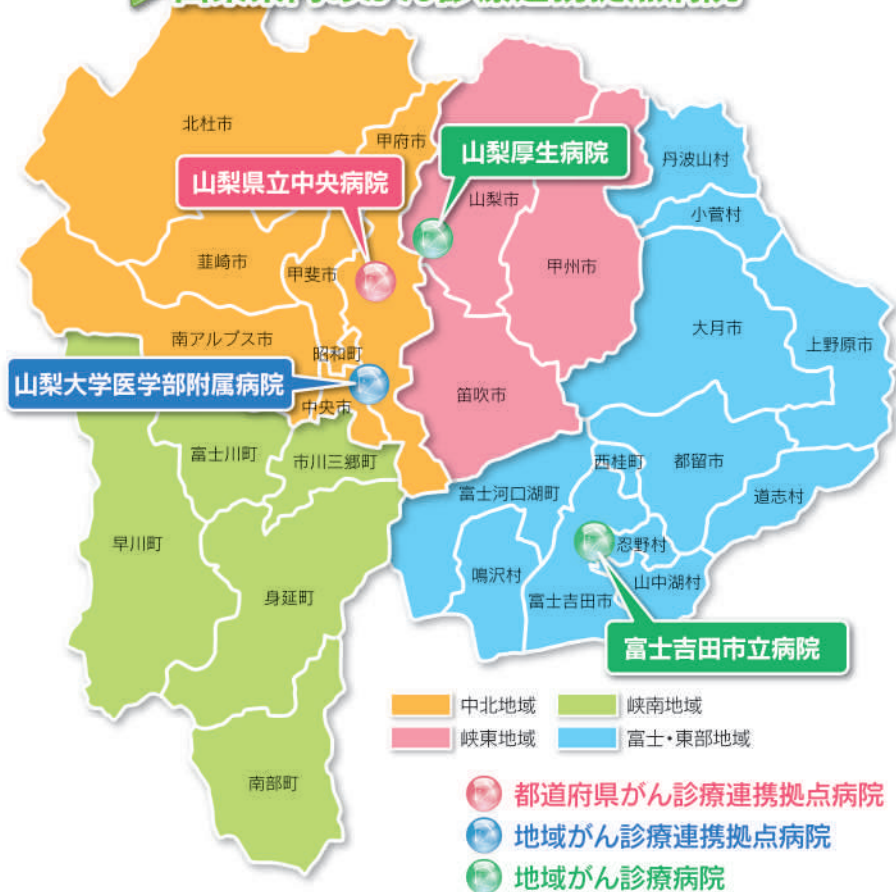 北杜市
甲府市
山梨厚生病院
丹波山村
山梨県立中央病院
山梨市
小菅村
韮崎市
甲斐市
甲州市
大月市
上野原市
南アルプス市
昭和町
山梨大学医学部附属病院
笛吹市
中央市
富士川町
市川三郷町
西桂町
都留市
富士河口湖町
道志村
早川町
忍野村
鳴沢村
山中湖村
身延町
富士吉田市
富士吉田市立病院
中北地域
峡南地域
峡東地域
富士・東部地域
南部町
都道府県がん診療連携拠点病院
地域がん診療連携拠点病院
地域がん診療病院